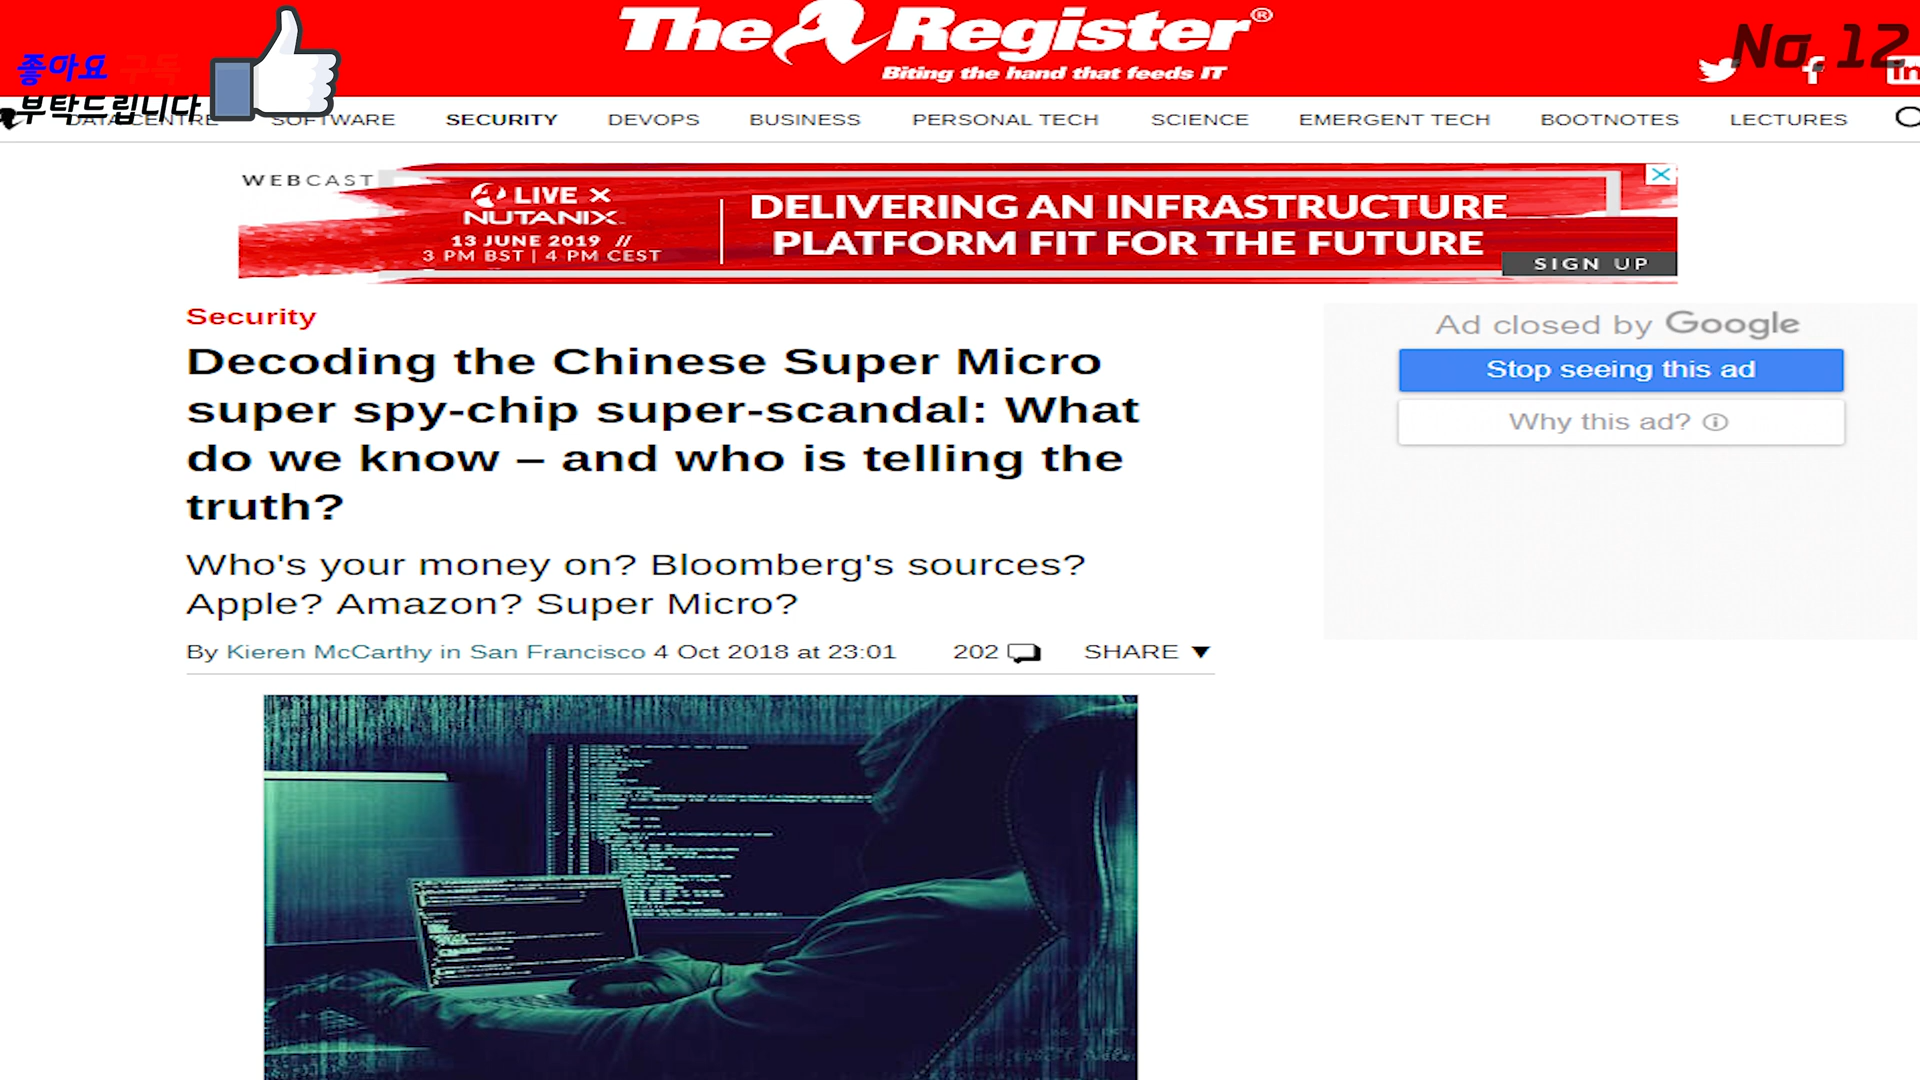 The Register®
Biting the hand that feeds IT
No.12
좋아요 구독
부탁드립니다
DATA CENTRE SOFTWARE SECURITY DEVOPS BUSINESS PERSONAL TECH SCIENCE EMERGENT TECH BOOTNOTES LECTURES
WEBCAST
LIVE X
NUTANIX
13 JUNE 2019 //
3 PM BST | 4 PM CEST
DELIVERING AN INFRASTRUCTURE
PLATFORM FIT FOR THE FUTURE
SIGN UP
Security
Decoding the Chinese Super Micro
super spy-chip super-scandal: What
do we know – and who is telling the
truth?
Who's your money on? Bloomberg's sources?
Apple? Amazon? Super Micro?
By Kieren McCarthy in San Francisco 4 Oct 2018 at 23:01 202 SHARE ▼
Ad closed by Google
Stop seeing this ad
Why this ad?